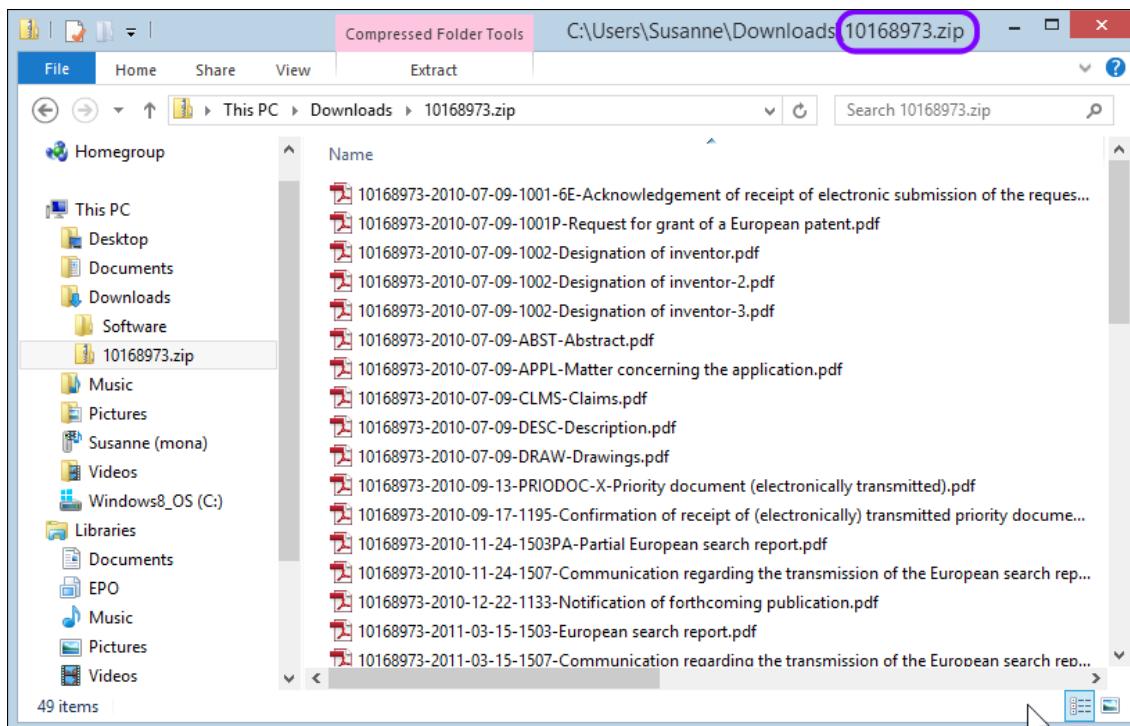 C:\Users\Susanne\Downloads\10168973.zip
Compressed Folder Tools
File Home Share View Extract
This PC Downloads 10168973.zip
Search 10168973.zip
Homegroup
This PC
Desktop
Documents
Downloads
Software
10168973.zip
Music
Pictures
Susanne (mona)
Videos
Windows8_OS (C:)
Libraries
Documents
EPO
Music
Pictures
Videos
Name
10168973-2010-07-09-1001-6E-Acknowledgement of receipt of electronic submission of the reques...
10168973-2010-07-09-1001P-Request for grant of a European patent.pdf
10168973-2010-07-09-1002-Designation of inventor.pdf
10168973-2010-07-09-1002-Designation of inventor-2.pdf
10168973-2010-07-09-1002-Designation of inventor-3.pdf
10168973-2010-07-09-ABST-Abstract.pdf
10168973-2010-07-09-APPL-Matter concerning the application.pdf
10168973-2010-07-09-CLMS-Claims.pdf
10168973-2010-07-09-DESC-Description.pdf
10168973-2010-07-09-DRAW-Drawings.pdf
10168973-2010-09-13-PRIODOC-X-Priority document (electronically transmitted).pdf
10168973-2010-09-17-1195-Confirmation of receipt of (electronically) transmitted priority docume...
10168973-2010-11-24-1503PA-Partial European search report.pdf
10168973-2010-11-24-1507-Communication regarding the transmission of the European search rep...
10168973-2010-12-22-1133-Notification of forthcoming publication.pdf
10168973-2011-03-15-1503-European search report.pdf
10168973-2011-03-15-1507-Communication regarding the transmission of the European search rep...
49 items